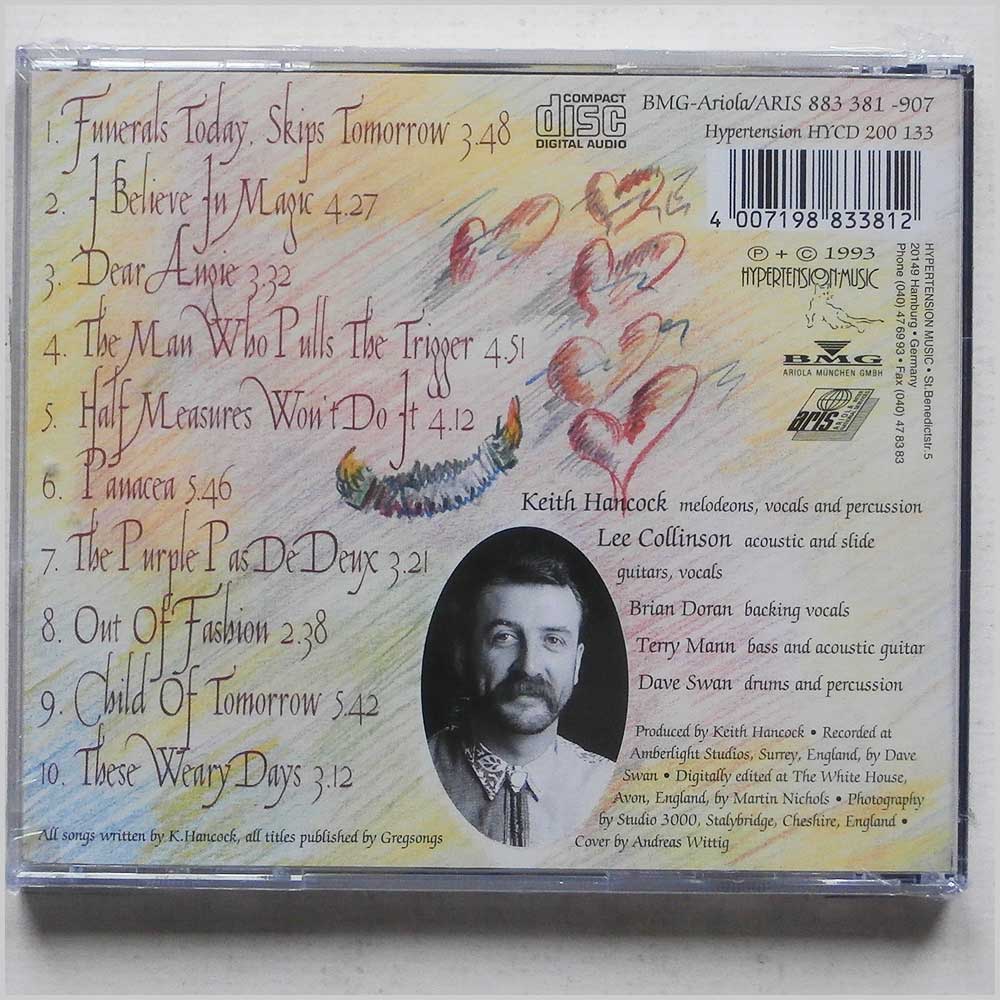 1. Funerals Today, Skips Tomorrow 3.48
2. I Believe In Magic 4.27
3. Dear Angie 3.32
4. The Man Who Pulls The Trigger 4.51
5. Half Measures Won't Do It 4.12
6. Panacea 5.46
7. The Purple Pas De Deux 3.21
8. Out Of Fashion 2.38
9. Child Of Tomorrow 5.42
10. These Weary Days 3.12
All songs written by K.Hancock, all titles published by Gregsongs
COMPACT
disc
DIGITAL AUDIO
BMG-Ariola/ARIS 883 381 -907
Hypertension HYCD 200 133
4 007198 833812
Ⓟ + © 1993
HYPERTENSION•MUSIC
BMG
ARIOLA MÜNCHEN GMBH
aris
HYPERTENSION MUSIC • St.Benedictstr.5
20149 Hamburg • Germany
Phone (040) 47 69 93 • Fax (040) 47 83 83
Keith Hancock melodeons, vocals and percussion
Lee Collinson acoustic and slide
guitars, vocals
Brian Doran backing vocals
Terry Mann bass and acoustic guitar
Dave Swan drums and percussion
Produced by Keith Hancock • Recorded at
Amberlight Studios, Surrey, England, by Dave
Swan • Digitally edited at The White House,
Avon, England, by Martin Nichols • Photography
by Studio 3000, Stalybridge, Cheshire, England •
Cover by Andreas Wittig